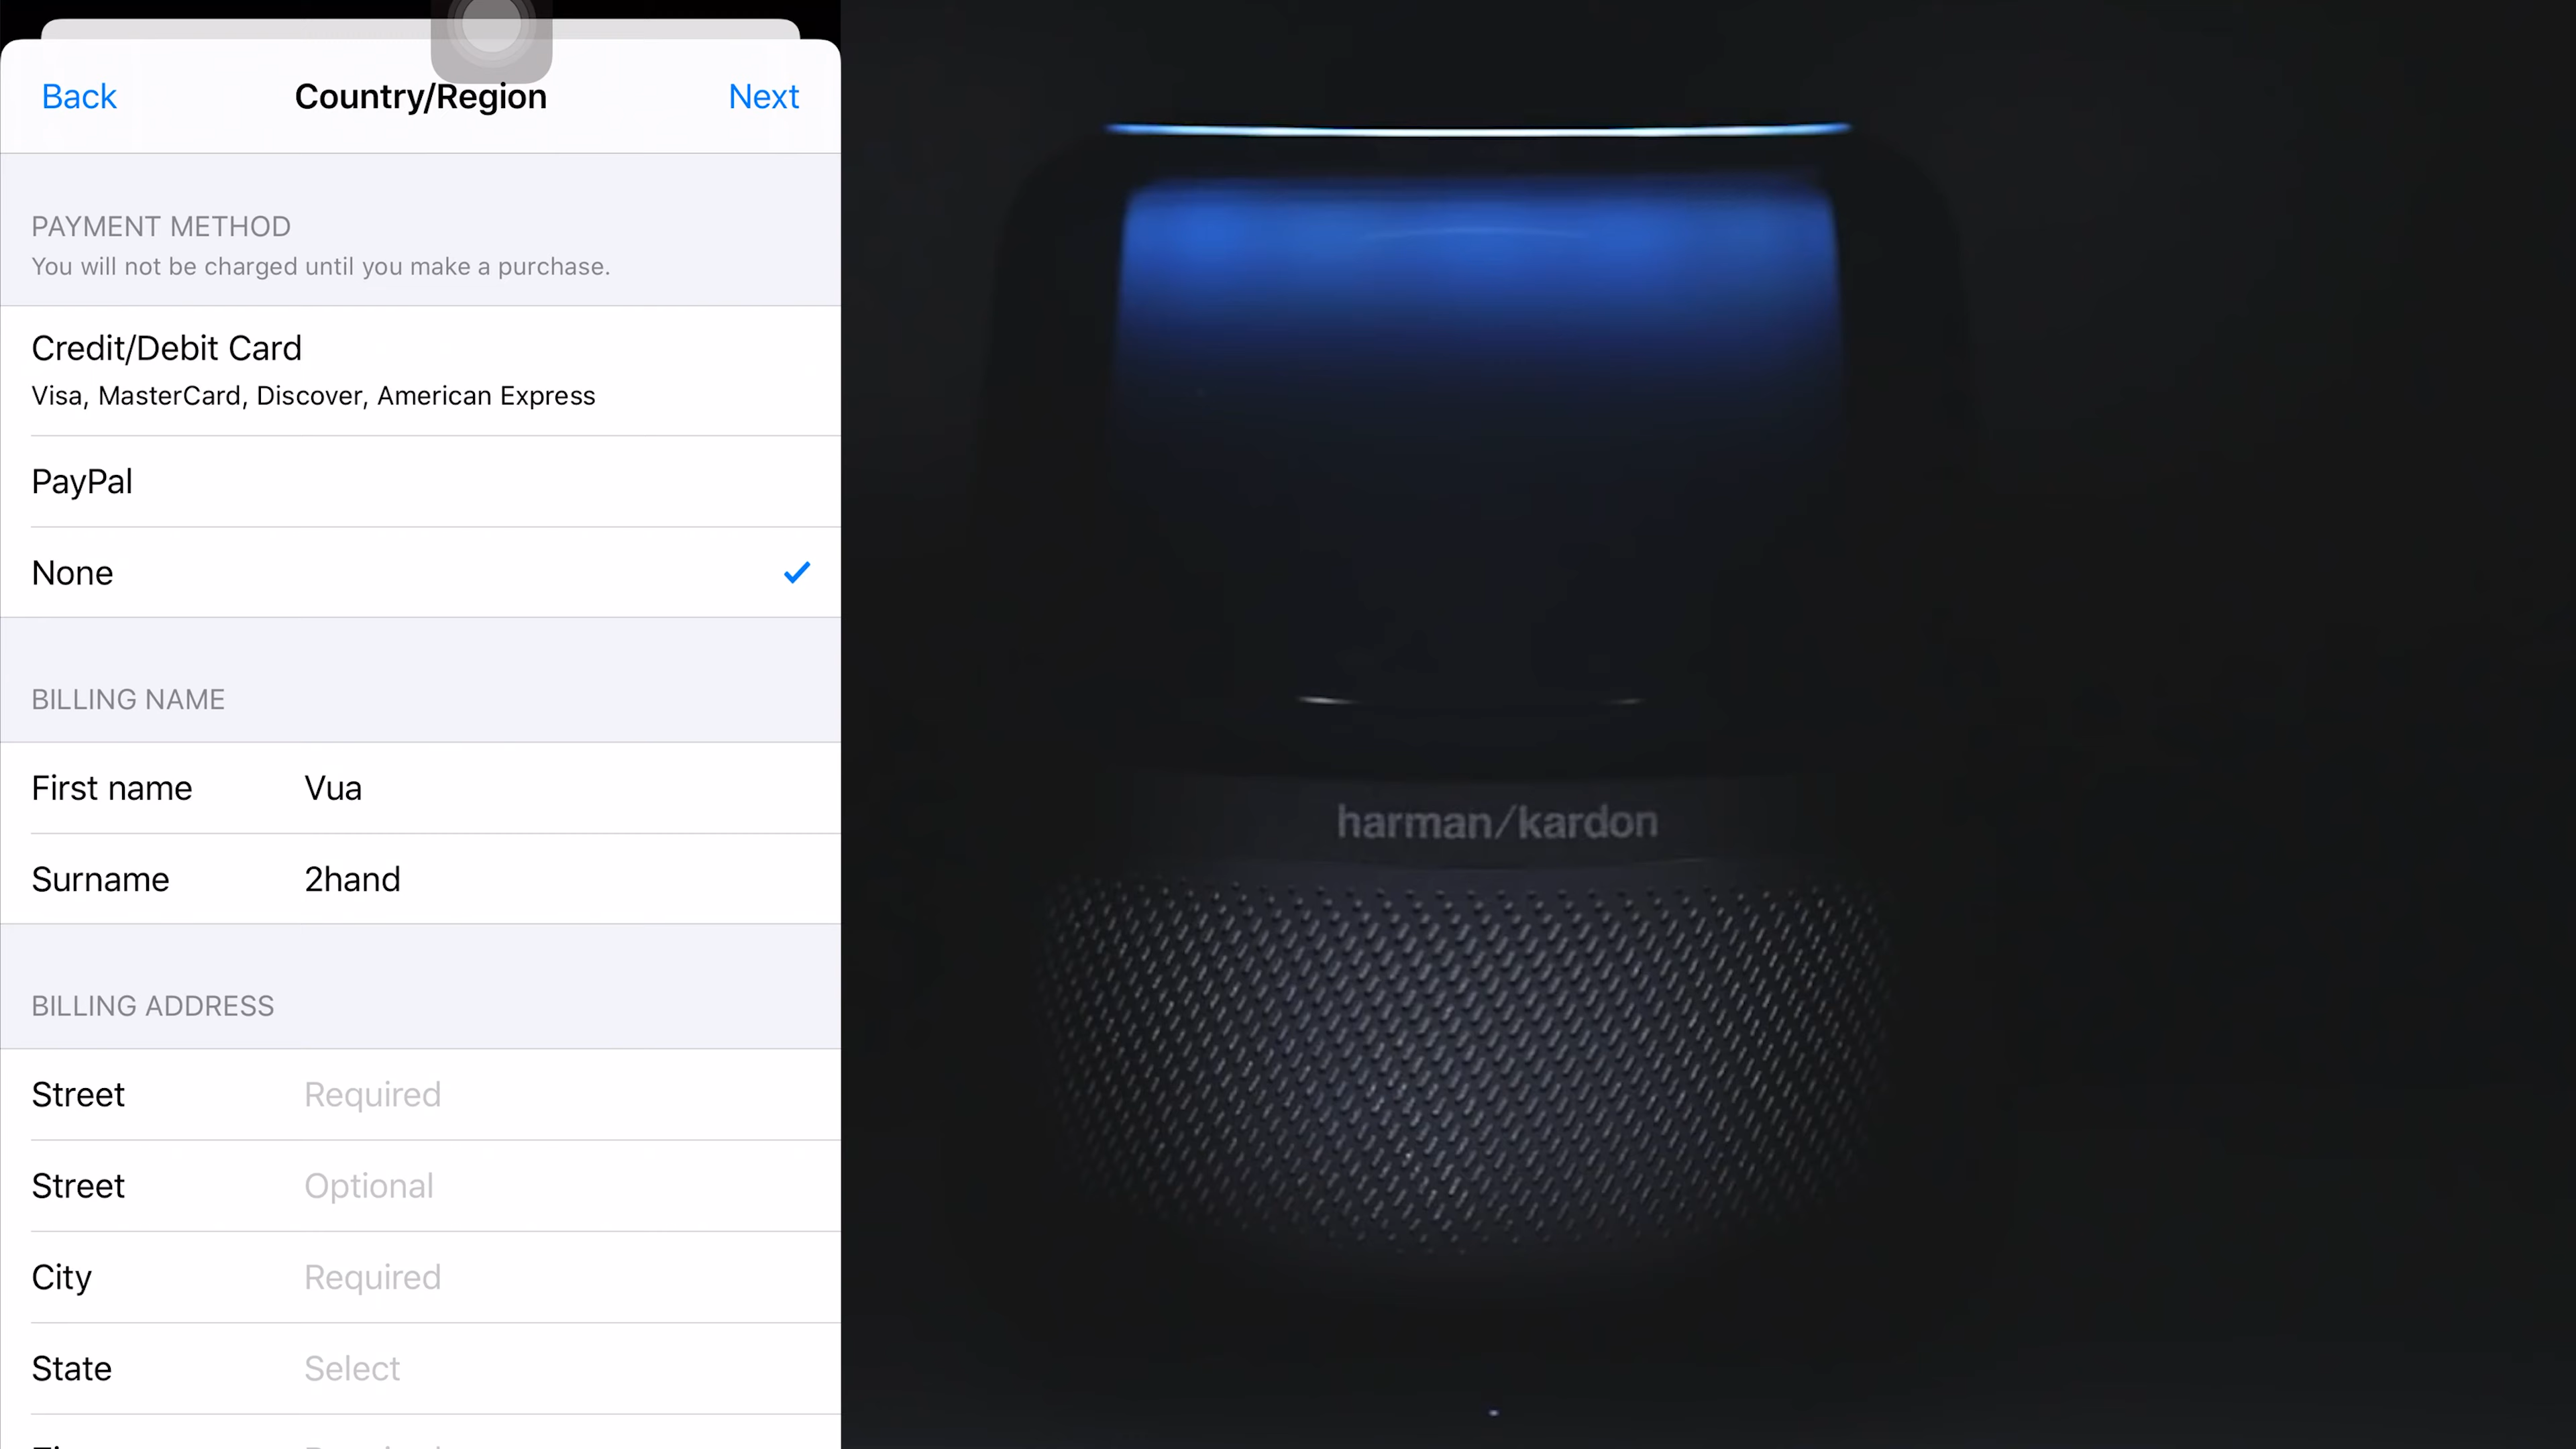 Back
Country/Region
Next
PAYMENT METHOD
You will not be charged until you make a purchase.
Credit/Debit Card
Visa, MasterCard, Discover, American Express
PayPal
None
BILLING NAME
First name Vua
Surname 2hand
BILLING ADDRESS
Street Required
Street Optional
City Required
State Select
harman/kardon